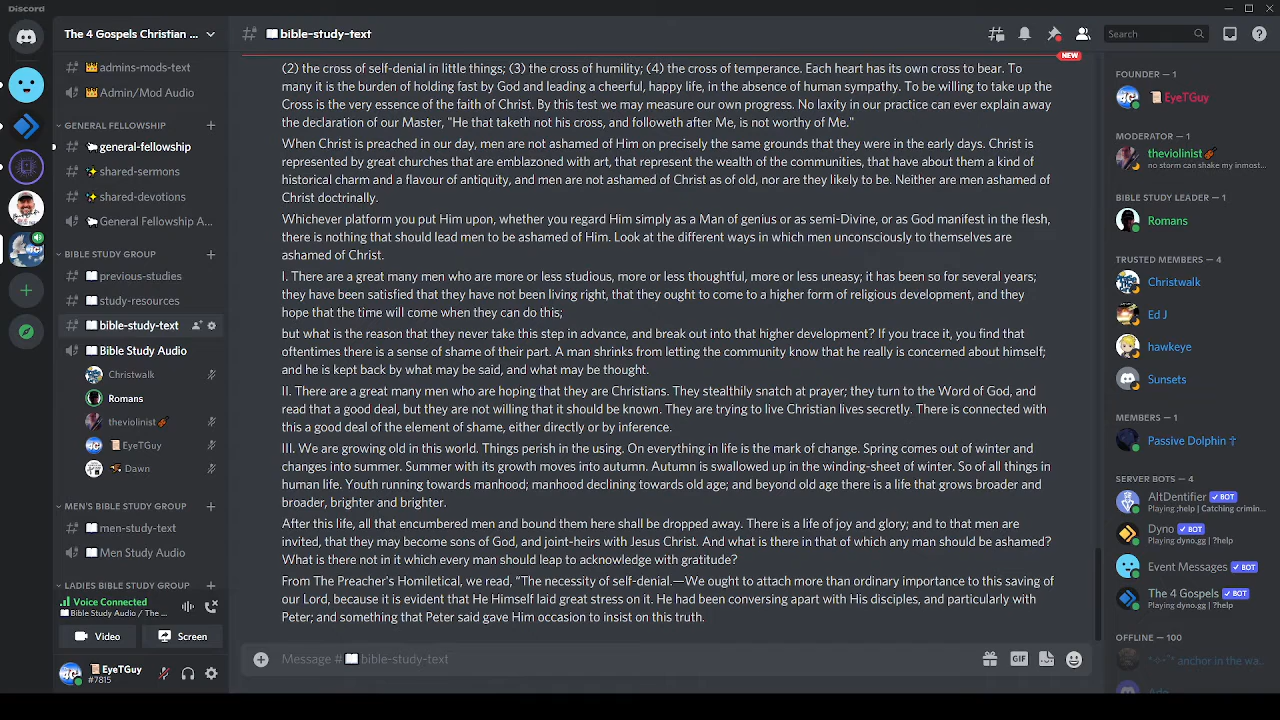 Discord
The 4 Gospels Christian ...
bible-study-text
Search
admins-mods-text
Admin/Mod Audio
GENERAL FELLOWSHIP
general-fellowship
shared-sermons
shared-devotions
General Fellowship A...
BIBLE STUDY GROUP
previous-studies
study-resources
bible-study-text
Bible Study Audio
Christwalk
Romans
theviolinist
EyeTGuy
Dawn
MEN'S BIBLE STUDY GROUP
men-study-text
Men Study Audio
LADIES BIBLE STUDY GROUP
Voice Connected
Bible Study Audio / The ...
Video
Screen
EyeTGuy
#7815
NEW
(2) the cross of self-denial in little things; (3) the cross of humility; (4) the cross of temperance. Each heart has its own cross to bear. To
many it is the burden of holding fast by God and leading a cheerful, happy life, in the absence of human sympathy. To be willing to take up the
Cross is the very essence of the faith of Christ. By this test we may measure our own progress. No laxity in our practice can ever explain away
the declaration of our Master, "He that taketh not his cross, and followeth after Me, is not worthy of Me."
When Christ is preached in our day, men are not ashamed of Him on precisely the same grounds that they were in the early days. Christ is
represented by great churches that are emblazoned with art, that represent the wealth of the communities, that have about them a kind of
historical charm and a flavour of antiquity, and men are not ashamed of Christ as of old, nor are they likely to be. Neither are men ashamed of
Christ doctrinally.
Whichever platform you put Him upon, whether you regard Him simply as a Man of genius or as semi-Divine, or as God manifest in the flesh,
there is nothing that should lead men to be ashamed of Him. Look at the different ways in which men unconsciously to themselves are
ashamed of Christ.
I. There are a great many men who are more or less studious, more or less thoughtful, more or less uneasy; it has been so for several years;
they have been satisfied that they have not been living right, that they ought to come to a higher form of religious development, and they
hope that the time will come when they can do this;
but what is the reason that they never take this step in advance, and break out into that higher development? If you trace it, you find that
oftentimes there is a sense of shame of their part. A man shrinks from letting the community know that he really is concerned about himself;
and he is kept back by what may be said, and what may be thought.
II. There are a great many men who are hoping that they are Christians. They stealthily snatch at prayer; they turn to the Word of God, and
read that a good deal, but they are not willing that it should be known. They are trying to live Christian lives secretly. There is connected with
this a good deal of the element of shame, either directly or by inference.
III. We are growing old in this world. Things perish in the using. On everything in life is the mark of change. Spring comes out of winter and
changes into summer. Summer with its growth moves into autumn. Autumn is swallowed up in the winding-sheet of winter. So of all things in
human life. Youth running towards manhood; manhood declining towards old age; and beyond old age there is a life that grows broader and
broader, brighter and brighter.
After this life, all that encumbered men and bound them here shall be dropped away. There is a life of joy and glory; and to that men are
invited, that they may become sons of God, and joint-heirs with Jesus Christ. And what is there in that of which any man should be ashamed?
What is there not in it which every man should leap to acknowledge with gratitude?
From The Preacher's Homiletical, we read, "The necessity of self-denial.—We ought to attach more than ordinary importance to this saving of
our Lord, because it is evident that He Himself laid great stress on it. He had been conversing apart with His disciples, and particularly with
Peter; and something that Peter said gave Him occasion to insist on this truth.
Message # bible-study-text
GIF
FOUNDER — 1
EyeTGuy
MODERATOR — 1
theviolinist
no storm can shake my inmost...
BIBLE STUDY LEADER — 1
Romans
TRUSTED MEMBERS — 4
Christwalk
Ed J
hawkeye
Sunsets
MEMBERS — 1
Passive Dolphin ✝
SERVER BOTS — 4
AltDentifier BOT
Playing ;help | Catching crimin...
Dyno BOT
Playing dyno.gg | ?help
Event Messages BOT
The 4 Gospels BOT
Playing dyno.gg | ?help
OFFLINE — 100
anchor in the wa...